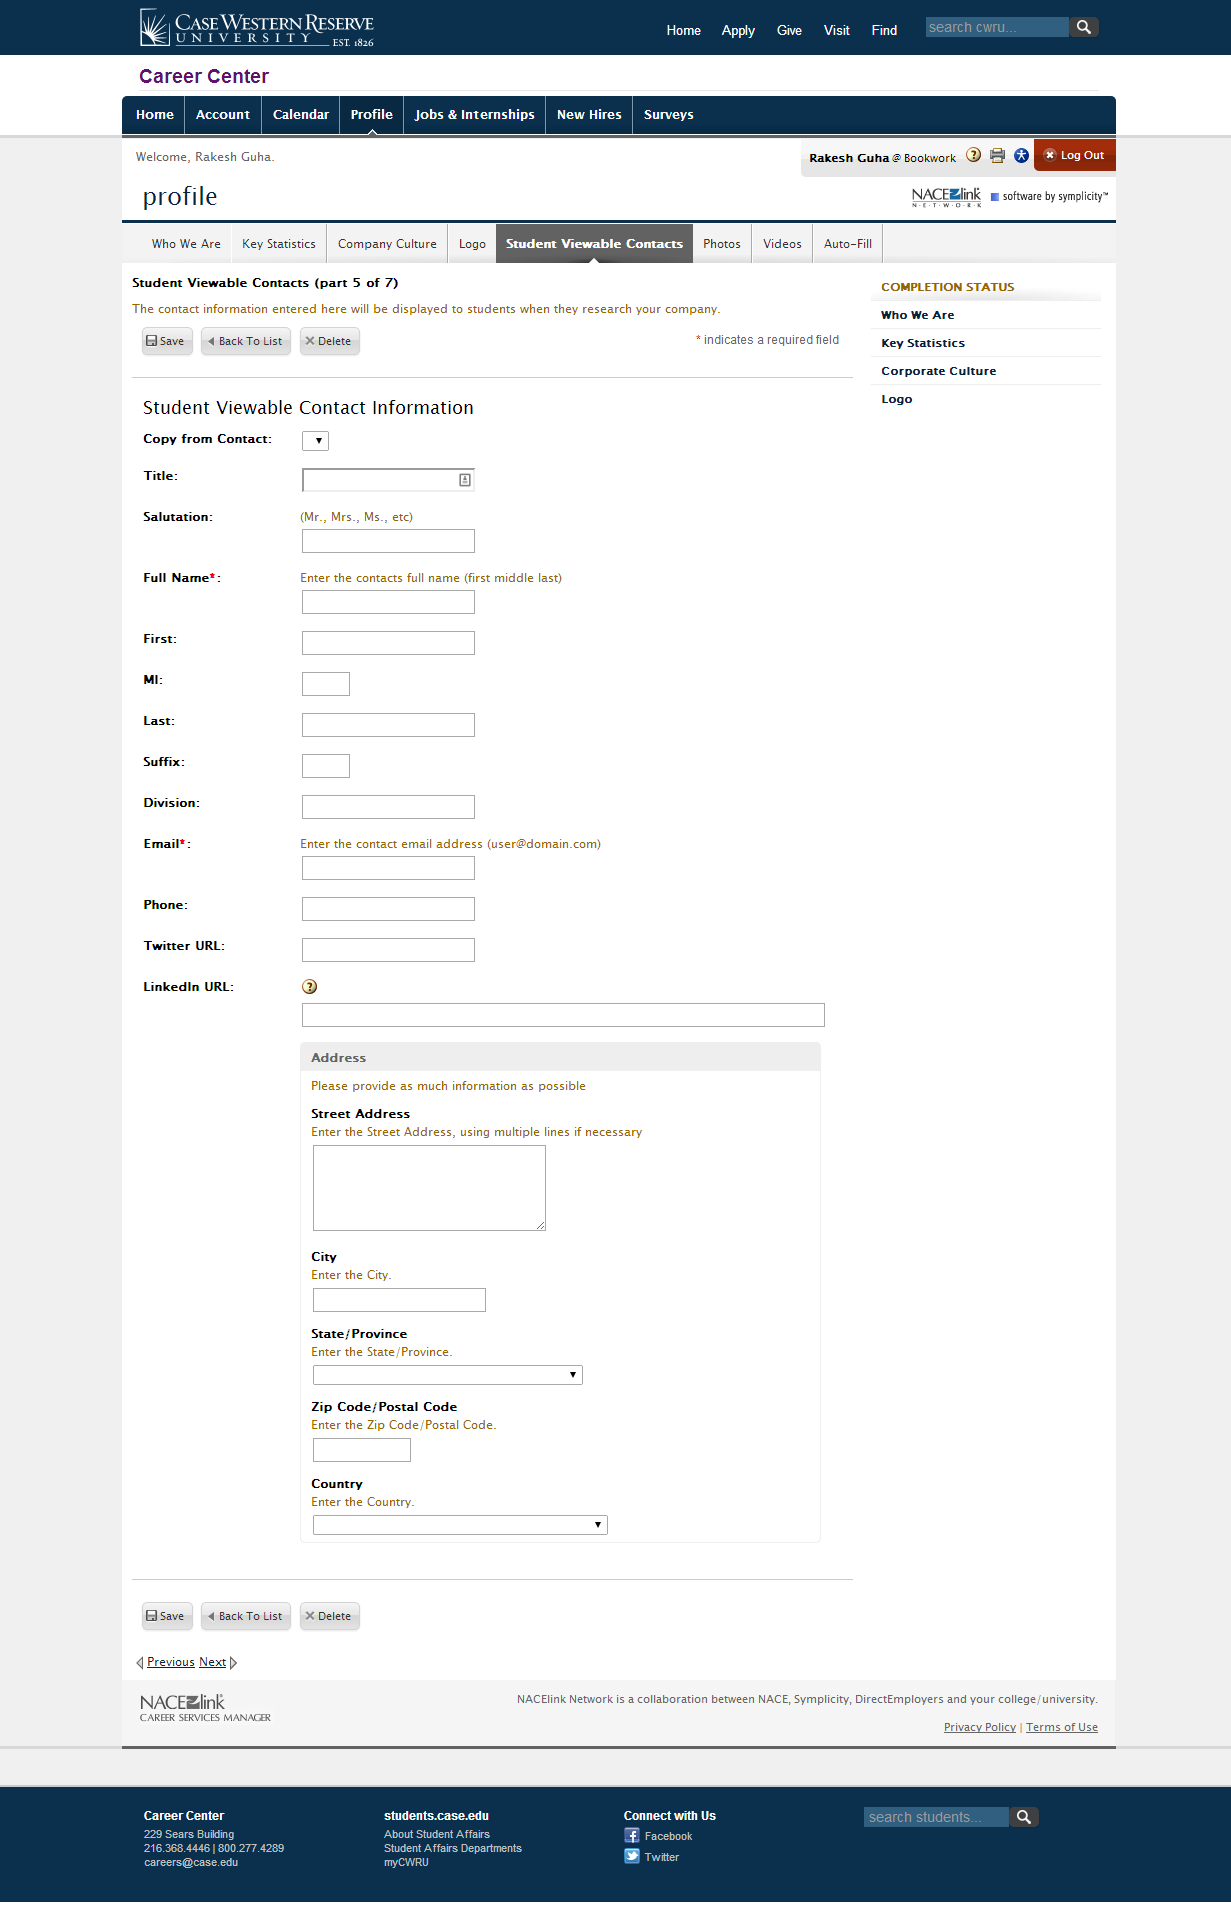 CASE WESTERN RESERVE
UNIVERSITY EST. 1826
Home Apply Give Visit Find search cwru...
Career Center
Home Account Calendar Profile Jobs & Internships New Hires Surveys
Welcome, Rakesh Guha.
Rakesh Guha @ Bookwork ? Log Out
profile
NACElink
NETWORK
software by symplicity™
Who We Are Key Statistics Company Culture Logo Student Viewable Contacts Photos Videos Auto-Fill
Student Viewable Contacts (part 5 of 7)
The contact information entered here will be displayed to students when they research your company.
Save Back To List Delete
* indicates a required field
COMPLETION STATUS
Who We Are
Key Statistics
Corporate Culture
Logo
Student Viewable Contact Information
Copy from Contact:
Title:
Salutation: (Mr., Mrs., Ms., etc)
Full Name*: Enter the contacts full name (first middle last)
First:
MI:
Last:
Suffix:
Division:
Email*: Enter the contact email address (user@domain.com)
Phone:
Twitter URL:
LinkedIn URL: ?
Address
Please provide as much information as possible
Street Address
Enter the Street Address, using multiple lines if necessary
City
Enter the City.
State/Province
Enter the State/Province.
Zip Code/Postal Code
Enter the Zip Code/Postal Code.
Country
Enter the Country.
Save Back To List Delete
Previous Next
NACElink
CAREER SERVICES MANAGER
NACElink Network is a collaboration between NACE, Symplicity, DirectEmployers and your college/university.
Privacy Policy | Terms of Use
Career Center
229 Sears Building
216.368.4446 | 800.277.4289
careers@case.edu
students.case.edu
About Student Affairs
Student Affairs Departments
myCWRU
Connect with Us
Facebook
Twitter
search students...